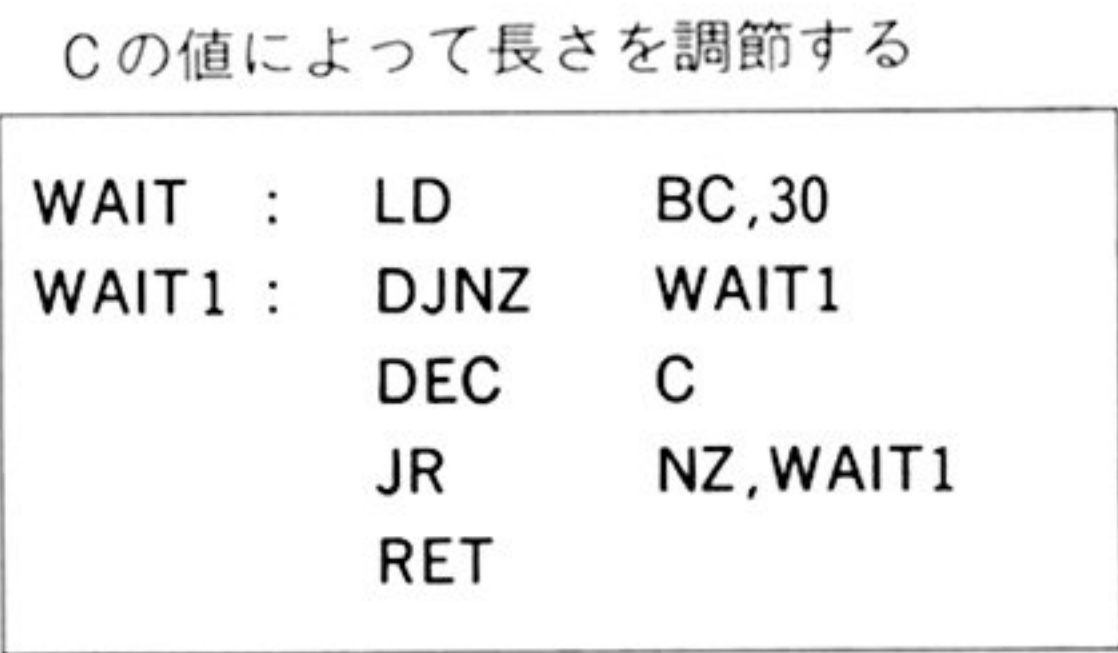 Cの値によって長さを調節する
WAIT : LD BC,30
WAIT1 : DJNZ WAIT1
DEC C
JR NZ,WAIT1
RET